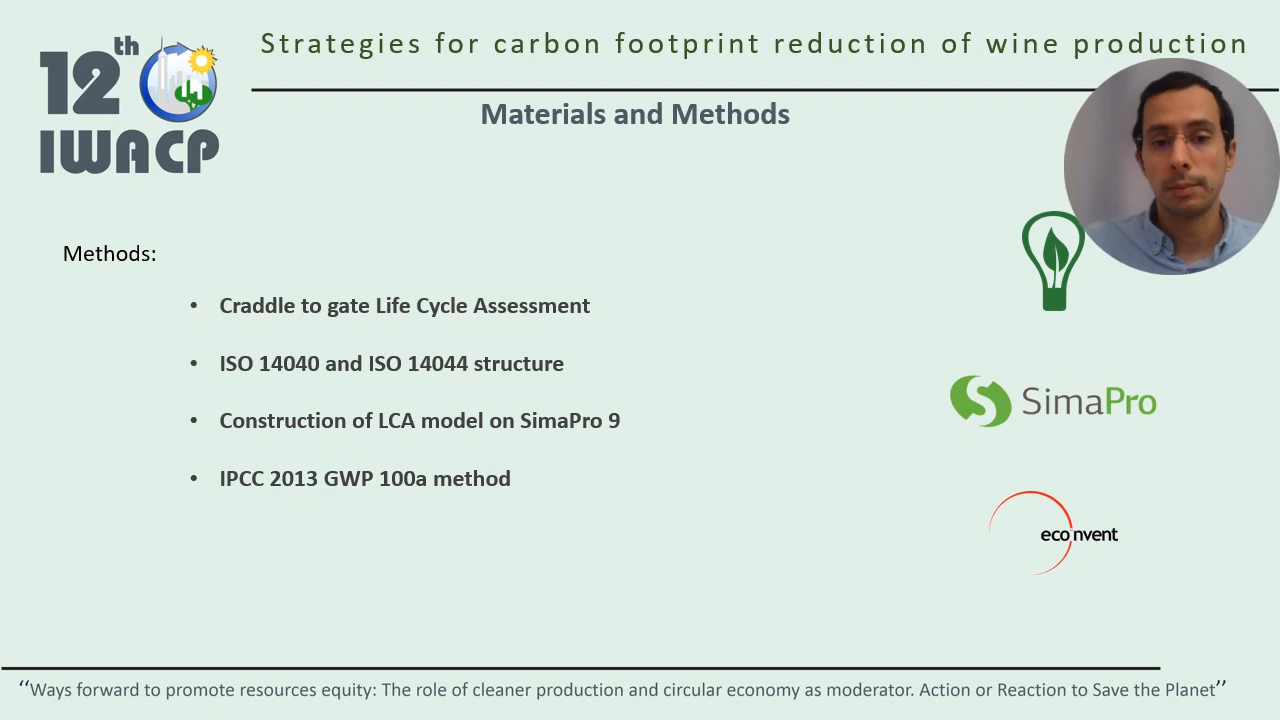 12th
IWACP
Strategies for carbon footprint reduction of wine production
Materials and Methods
Methods:
• Craddle to gate Life Cycle Assessment
• ISO 14040 and ISO 14044 structure
• Construction of LCA model on SimaPro 9
• IPCC 2013 GWP 100a method
SimaPro
ecoinvent
“Ways forward to promote resources equity: The role of cleaner production and circular economy as moderator. Action or Reaction to Save the Planet”